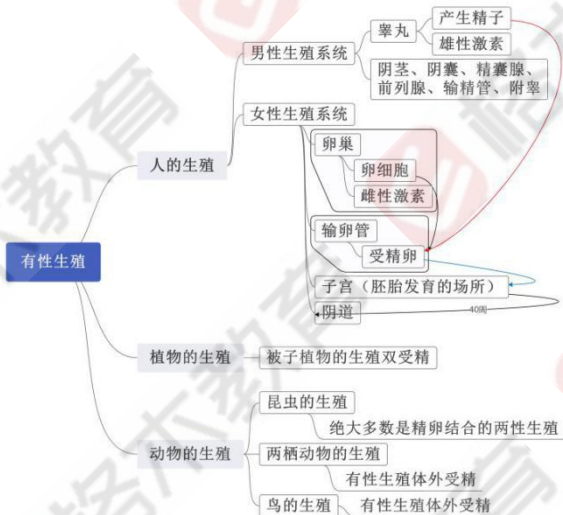 产生精子
睾丸
雄性激素
男性生殖系统
阴茎、阴囊、精囊腺、
前列腺、输精管、附睾
女性生殖系统
卵巢
卵细胞
雌性激素
人的生殖
输卵管
受精卵
有性生殖
子宫（胚胎发育的场所）
阴道
40周
植物的生殖
被子植物的生殖双受精
昆虫的生殖
绝大多数是精卵结合的两性生殖
动物的生殖
两栖动物的生殖
有性生殖体外受精
鸟的生殖
有性生殖体外受精
格木教育